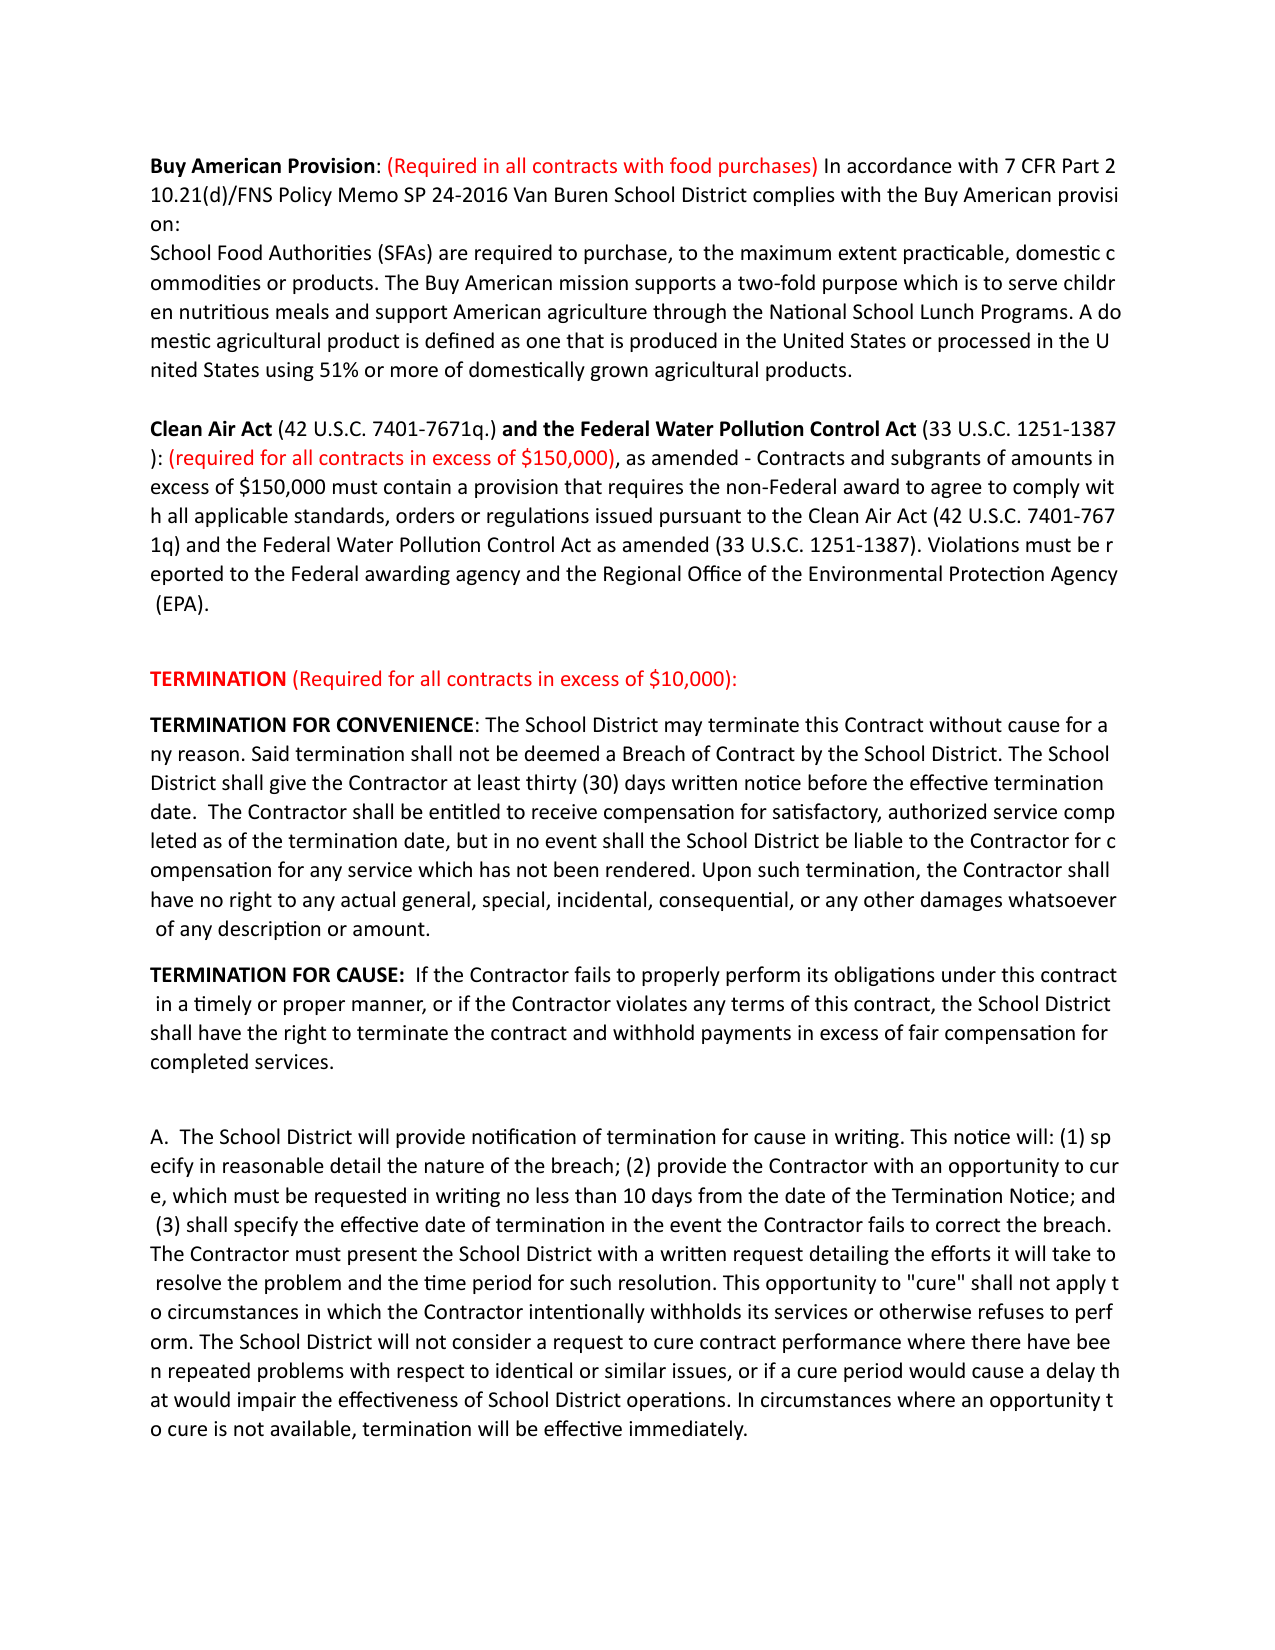 Buy American Provision: (Required in all contracts with food purchases) In accordance with 7 CFR Part 2
10.21(d)/FNS Policy Memo SP 24-2016 Van Buren School District complies with the Buy American provisi
on:
School Food Authorities (SFAs) are required to purchase, to the maximum extent practicable, domestic c
ommodities or products. The Buy American mission supports a two-fold purpose which is to serve childr
en nutritious meals and support American agriculture through the National School Lunch Programs. A do
mestic agricultural product is defined as one that is produced in the United States or processed in the U
nited States using 51% or more of domestically grown agricultural products.
Clean Air Act (42 U.S.C. 7401-7671q.) and the Federal Water Pollution Control Act (33 U.S.C. 1251-1387
): (required for all contracts in excess of $150,000), as amended - Contracts and subgrants of amounts in
excess of $150,000 must contain a provision that requires the non-Federal award to agree to comply wit
h all applicable standards, orders or regulations issued pursuant to the Clean Air Act (42 U.S.C. 7401-767
1q) and the Federal Water Pollution Control Act as amended (33 U.S.C. 1251-1387). Violations must be r
eported to the Federal awarding agency and the Regional Office of the Environmental Protection Agency
(EPA).
TERMINATION (Required for all contracts in excess of $10,000):
TERMINATION FOR CONVENIENCE: The School District may terminate this Contract without cause for a
ny reason. Said termination shall not be deemed a Breach of Contract by the School District. The School
District shall give the Contractor at least thirty (30) days written notice before the effective termination
date.  The Contractor shall be entitled to receive compensation for satisfactory, authorized service comp
leted as of the termination date, but in no event shall the School District be liable to the Contractor for c
ompensation for any service which has not been rendered. Upon such termination, the Contractor shall
have no right to any actual general, special, incidental, consequential, or any other damages whatsoever
of any description or amount.
TERMINATION FOR CAUSE:  If the Contractor fails to properly perform its obligations under this contract
in a timely or proper manner, or if the Contractor violates any terms of this contract, the School District
shall have the right to terminate the contract and withhold payments in excess of fair compensation for
completed services.
A.  The School District will provide notification of termination for cause in writing. This notice will: (1) sp
ecify in reasonable detail the nature of the breach; (2) provide the Contractor with an opportunity to cur
e, which must be requested in writing no less than 10 days from the date of the Termination Notice; and
(3) shall specify the effective date of termination in the event the Contractor fails to correct the breach.
The Contractor must present the School District with a written request detailing the efforts it will take to
resolve the problem and the time period for such resolution. This opportunity to "cure" shall not apply t
o circumstances in which the Contractor intentionally withholds its services or otherwise refuses to perf
orm. The School District will not consider a request to cure contract performance where there have bee
n repeated problems with respect to identical or similar issues, or if a cure period would cause a delay th
at would impair the effectiveness of School District operations. In circumstances where an opportunity t
o cure is not available, termination will be effective immediately.